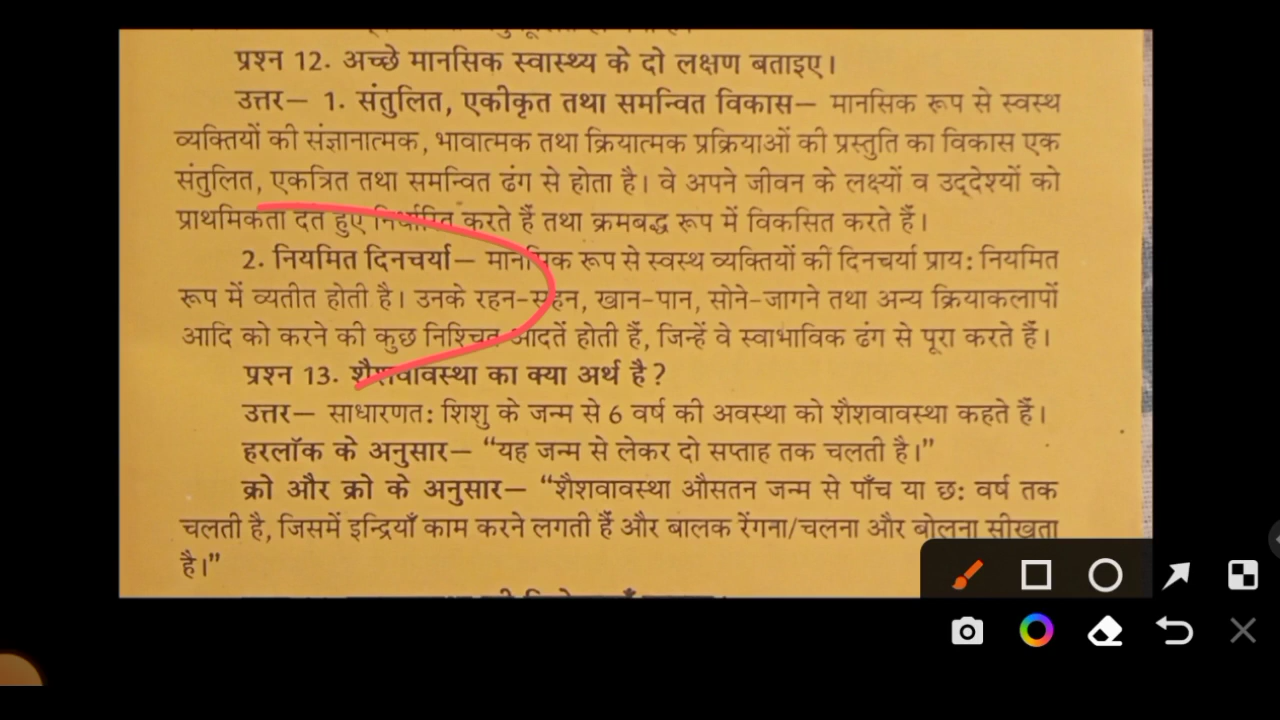 प्रश्न 12. अच्छे मानसिक स्वास्थ्य के दो लक्षण बताइए।
उत्तर– 1. संतुलित, एकीकृत तथा समन्वित विकास– मानसिक रूप से स्वस्थ
व्यक्तियों की संज्ञानात्मक, भावात्मक तथा क्रियात्मक प्रक्रियाओं की प्रस्तुति का विकास एक
संतुलित, एकत्रित तथा समन्वित ढंग से होता है। वे अपने जीवन के लक्ष्यों व उद्देश्यों को
प्राथमिकता देते हुए निर्धारित करते हैं तथा क्रमबद्ध रूप में विकसित करते हैं।
2. नियमित दिनचर्या– मानसिक रूप से स्वस्थ व्यक्तियों की दिनचर्या प्राय: नियमित
रूप में व्यतीत होती है। उनके रहन-सहन, खान-पान, सोने-जागने तथा अन्य क्रियाकलापों
आदि को करने की कुछ निश्चित आदतें होती हैं, जिन्हें वे स्वाभाविक ढंग से पूरा करते हैं।
प्रश्न 13. शैशवावस्था का क्या अर्थ है?
उत्तर– साधारणत: शिशु के जन्म से 6 वर्ष की अवस्था को शैशवावस्था कहते हैं।
हरलॉक के अनुसार– “यह जन्म से लेकर दो सप्ताह तक चलती है।”
क्रो और क्रो के अनुसार– “शैशवावस्था औसतन जन्म से पाँच या छ: वर्ष तक
चलती है, जिसमें इन्द्रियाँ काम करने लगती हैं और बालक रेंगना/चलना और बोलना सीखता
है।”